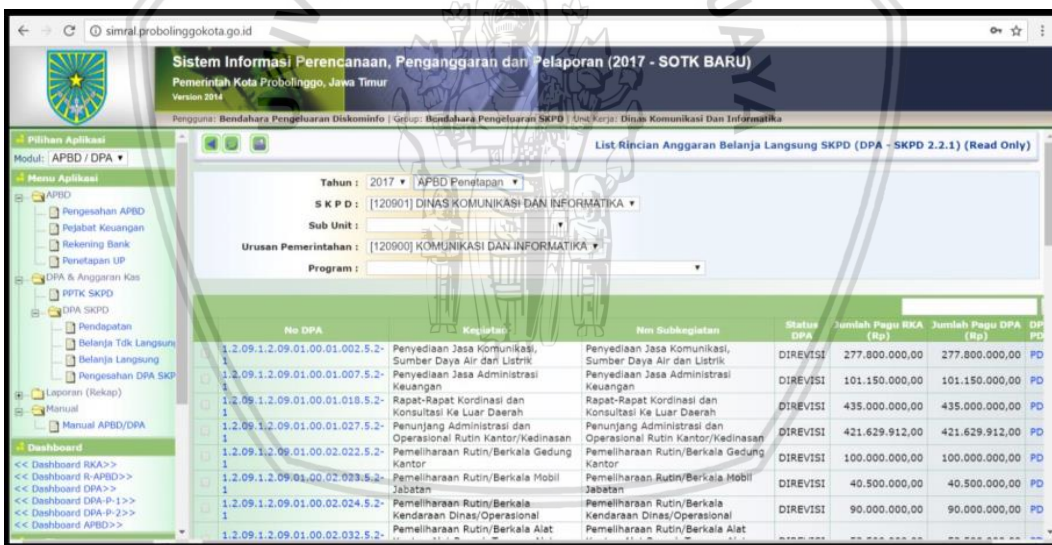 simral.probolinggokota.go.id
Sistem Informasi Perencanaan, Penganggaran dan Pelaporan (2017 - SOTK BARU)
Pemerintah Kota Probolinggo, Jawa Timur
Version 2014
Pengguna: Bendahara Pengeluaran Diskominfo | Group: Bendahara Pengeluaran SKPD | Unit Kerja: Dinas Komunikasi Dan Informatika
Pilihan Aplikasi
Modul: APBD / DPA
Menu Aplikasi
APBD
Pengesahan APBD
Pejabat Keuangan
Rekening Bank
Penetapan UP
DPA & Anggaran Kas
PPTK SKPD
DPA SKPD
Pendapatan
Belanja Tdk Langsung
Belanja Langsung
Pengesahan DPA SKP
Laporan (Rekap)
Manual
Manual APBD/DPA
Dashboard
<< Dashboard RKA>>
<< Dashboard R-APBD>>
<< Dashboard DPA>>
<< Dashboard DPA-P-1>>
<< Dashboard DPA-P-2>>
<< Dashboard APBD>>
List Rincian Anggaran Belanja Langsung SKPD (DPA - SKPD 2.2.1) (Read Only)
Tahun : 2017 APBD Penetapan
S K P D : [120901] DINAS KOMUNIKASI DAN INFORMATIKA
Sub Unit :
Urusan Pemerintahan : [120900] KOMUNIKASI DAN INFORMATIKA
Program :
No DPA Kegiatan Nm Subkegiatan Status DPA Jumlah Pagu RKA (Rp) Jumlah Pagu DPA (Rp) DP PD
1.2.09.1.2.09.01.00.01.002.5.2- Penyediaan Jasa Komunikasi, Penyediaan Jasa Komunikasi,
1 Sumber Daya Air dan Listrik Sumber Daya Air dan Listrik DIREVISI 277.800.000,00 277.800.000,00 PD
1.2.09.1.2.09.01.00.01.007.5.2- Penyediaan Jasa Administrasi Penyediaan Jasa Administrasi
1 Keuangan Keuangan DIREVISI 101.150.000,00 101.150.000,00 PD
1.2.09.1.2.09.01.00.01.018.5.2- Rapat-Rapat Kordinasi dan Rapat-Rapat Kordinasi dan
1 Konsultasi Ke Luar Daerah Konsultasi Ke Luar Daerah DIREVISI 435.000.000,00 435.000.000,00 PD
1.2.09.1.2.09.01.00.01.027.5.2- Penunjang Administrasi dan Penunjang Administrasi dan
1 Operasional Rutin Kantor/Kedinasan Operasional Rutin Kantor/Kedinasan DIREVISI 421.629.912,00 421.629.912,00 PD
1.2.09.1.2.09.01.00.02.022.5.2- Pemeliharaan Rutin/Berkala Gedung Pemeliharaan Rutin/Berkala Gedung
1 Kantor Kantor DIREVISI 100.000.000,00 100.000.000,00 PD
1.2.09.1.2.09.01.00.02.023.5.2- Pemeliharaan Rutin/Berkala Mobil Pemeliharaan Rutin/Berkala Mobil
1 Jabatan Jabatan DIREVISI 40.500.000,00 40.500.000,00 PD
1.2.09.1.2.09.01.00.02.024.5.2- Pemeliharaan Rutin/Berkala Pemeliharaan Rutin/Berkala
1 Kendaraan Dinas/Operasional Kendaraan Dinas/Operasional DIREVISI 90.000.000,00 90.000.000,00 PD
1.2.09.1.2.09.01.00.02.032.5.2- Pemeliharaan Rutin/Berkala Alat Pemeliharaan Rutin/Berkala Alat